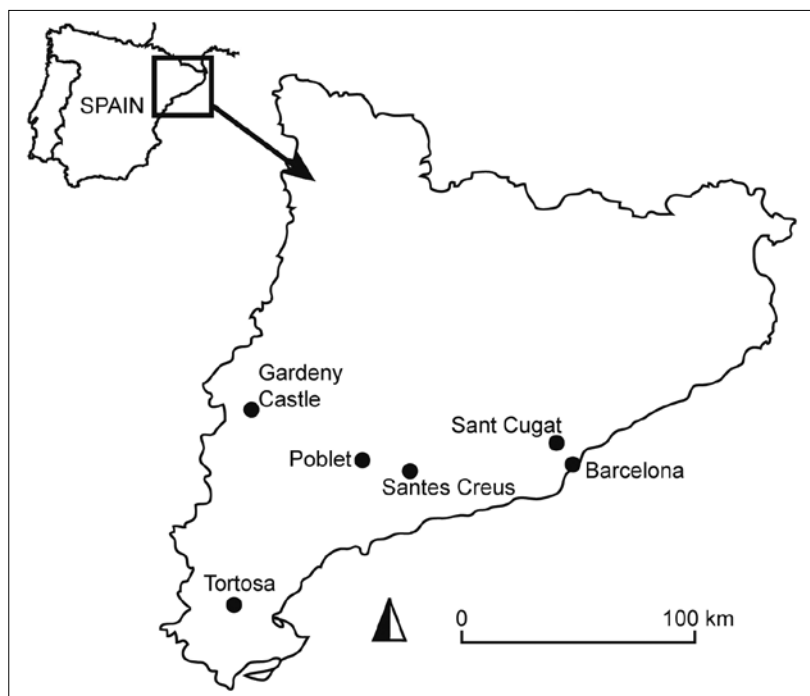 SPAIN
Gardeny
Castle
Sant Cugat
Poblet
Barcelona
Santes Creus
Tortosa
0 100 km